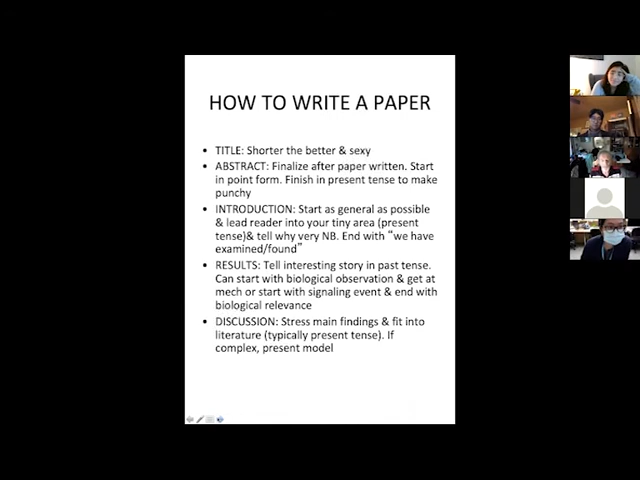 HOW TO WRITE A PAPER
• TITLE: Shorter the better & sexy
• ABSTRACT: Finalize after paper written. Start
in point form. Finish in present tense to make
punchy
• INTRODUCTION: Start as general as possible
& lead reader into your tiny area (present
tense)& tell why very NB. End with “we have
examined/found”
• RESULTS: Tell interesting story in past tense.
Can start with biological observation & get at
mech or start with signaling event & end with
biological relevance
• DISCUSSION: Stress main findings & fit into
literature (typically present tense). If
complex, present model